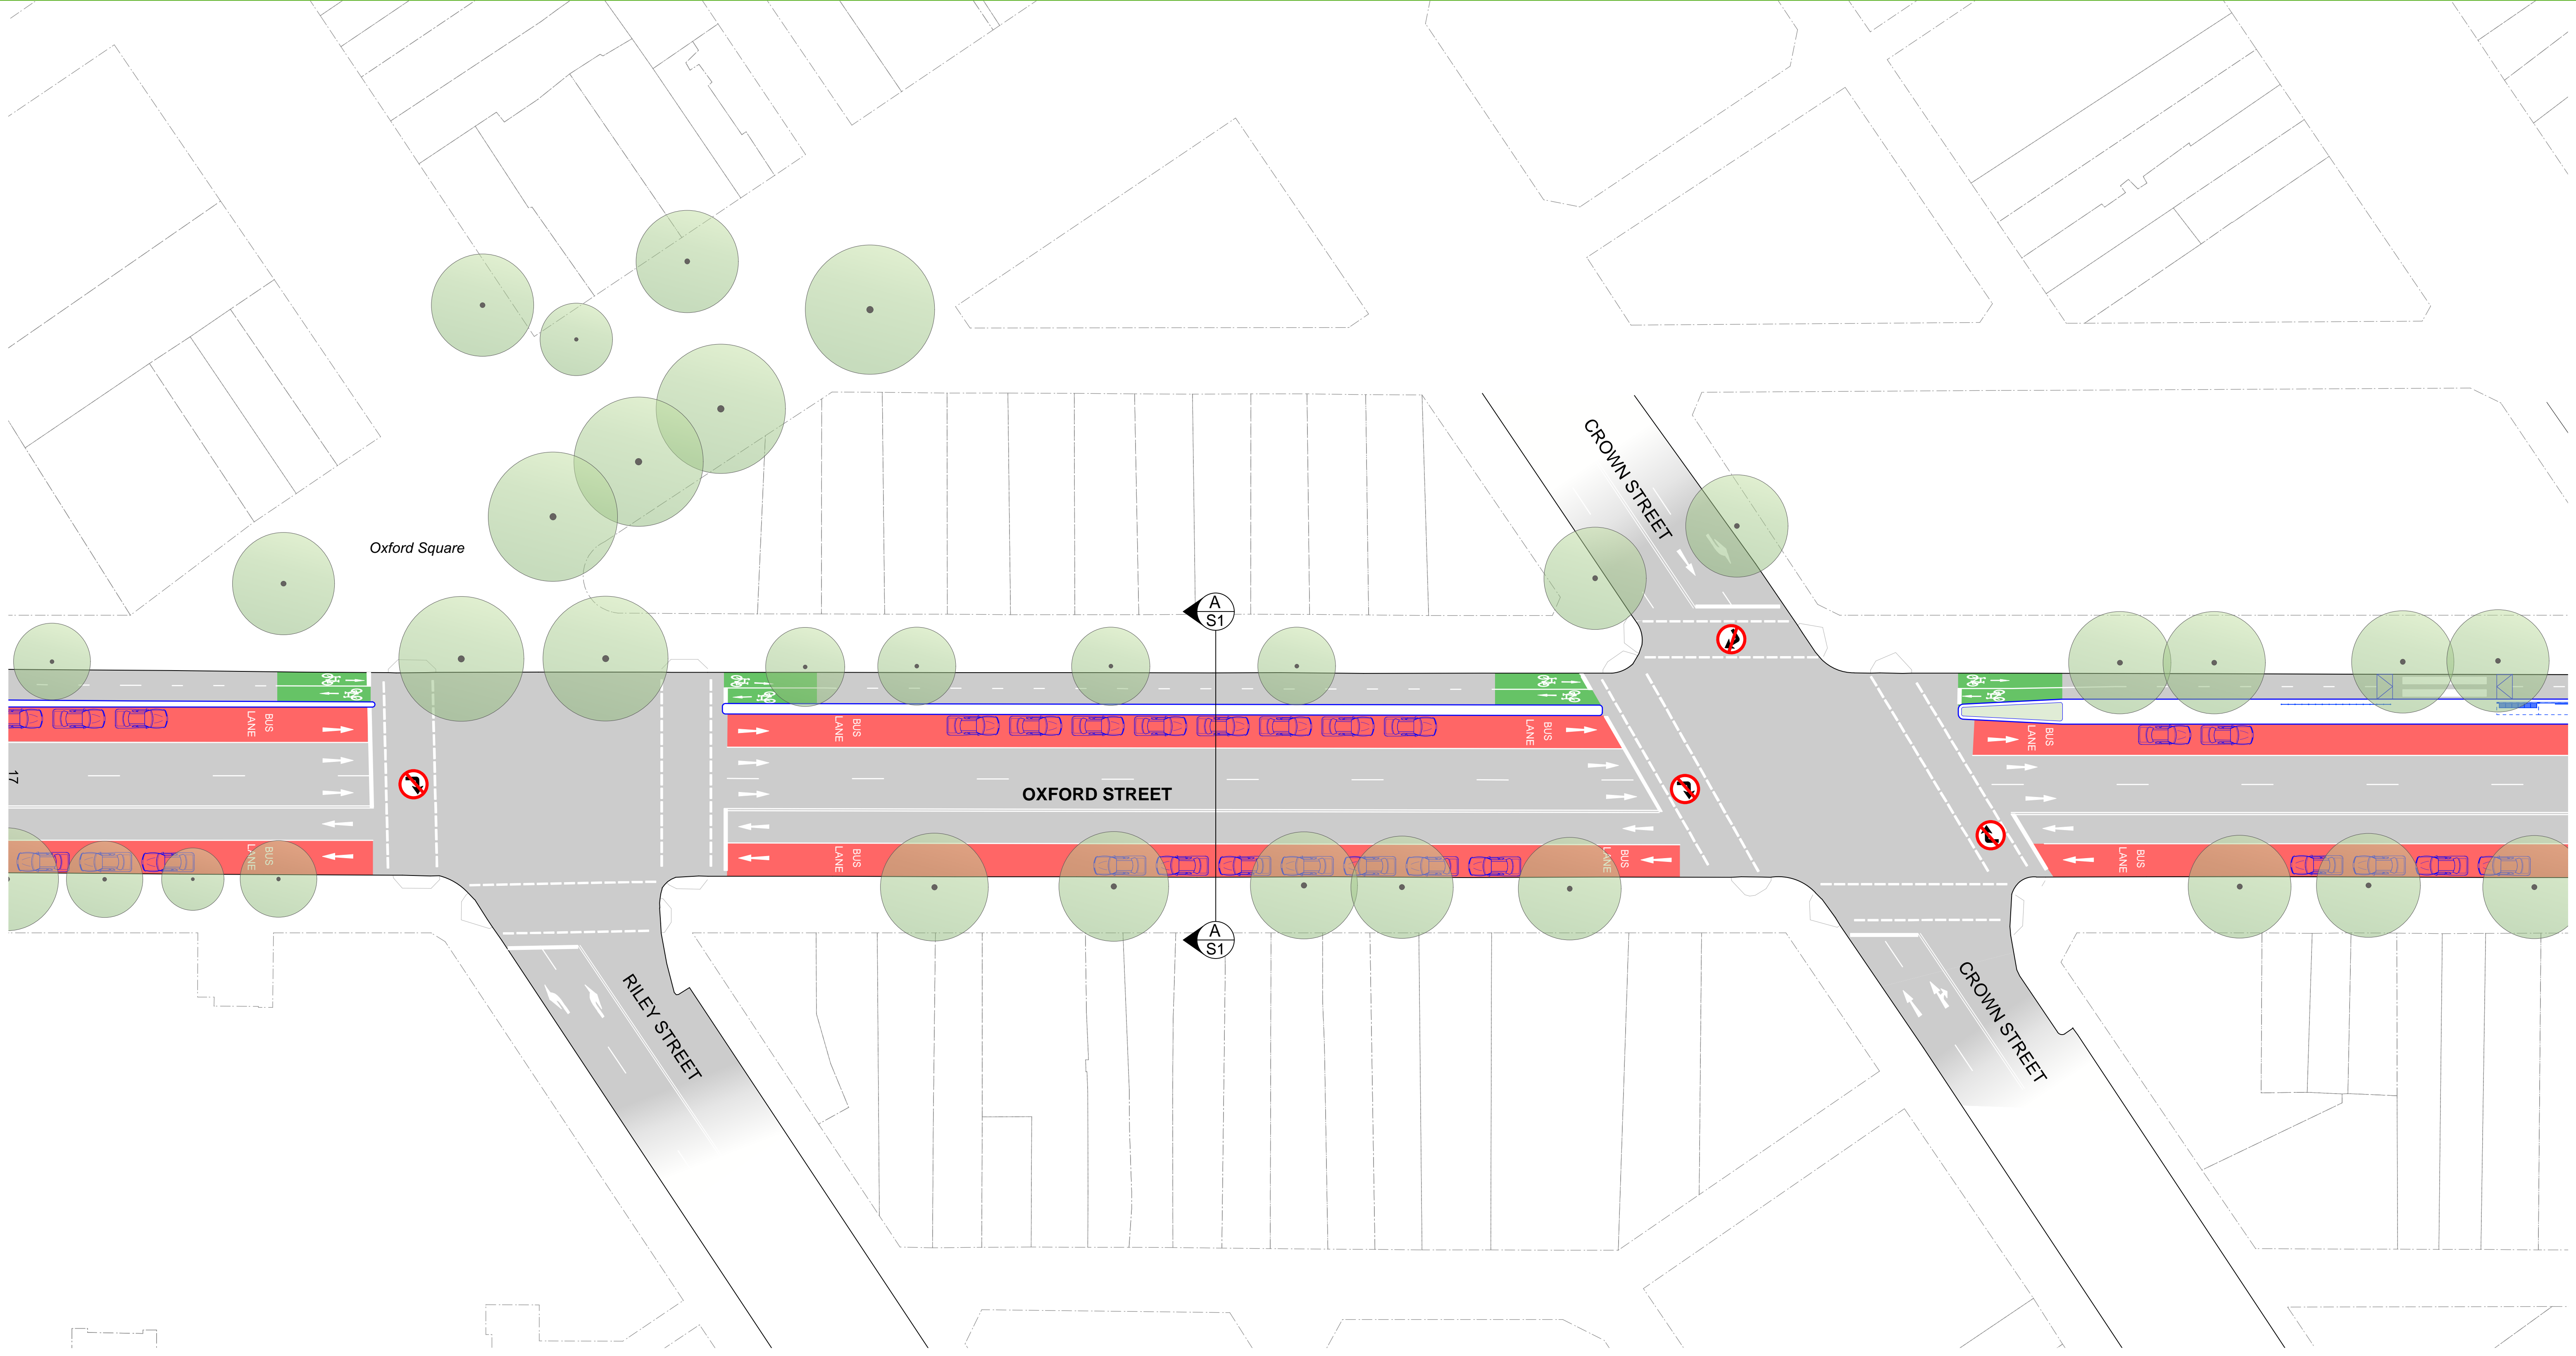 CROWN STREET
Oxford Square
A
S1
BUS
LANE
BUS
LANE
BUS
LANE
BUS
LANE
17
OXFORD STREET
BUS
LANE
BUS
LANE
BUS
LANE
BUS
LANE
A
S1
RILEY STREET
CROWN STREET